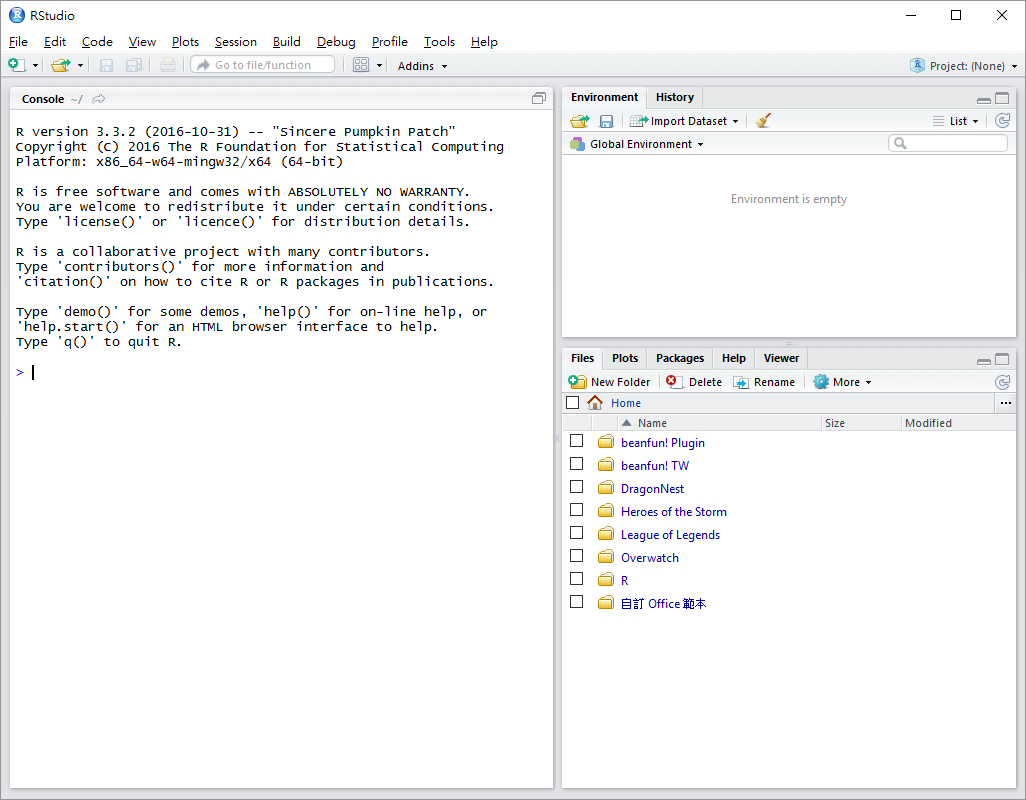 RStudio
File Edit Code View Plots Session Build Debug Profile Tools Help
Go to file/function Addins Project: (None)
Console ~/
R version 3.3.2 (2016-10-31) -- "Sincere Pumpkin Patch"
Copyright (C) 2016 The R Foundation for Statistical Computing
Platform: x86_64-w64-mingw32/x64 (64-bit)
R is free software and comes with ABSOLUTELY NO WARRANTY.
You are welcome to redistribute it under certain conditions.
Type 'license()' or 'licence()' for distribution details.
R is a collaborative project with many contributors.
Type 'contributors()' for more information and
'citation()' on how to cite R or R packages in publications.
Type 'demo()' for some demos, 'help()' for on-line help, or
'help.start()' for an HTML browser interface to help.
Type 'q()' to quit R.
>
Environment History
Import Dataset List
Global Environment
Environment is empty
Files Plots Packages Help Viewer
New Folder Delete Rename More
Home ...
Name Size Modified
beanfun! Plugin
beanfun! TW
DragonNest
Heroes of the Storm
League of Legends
Overwatch
R
自訂 Office 範本